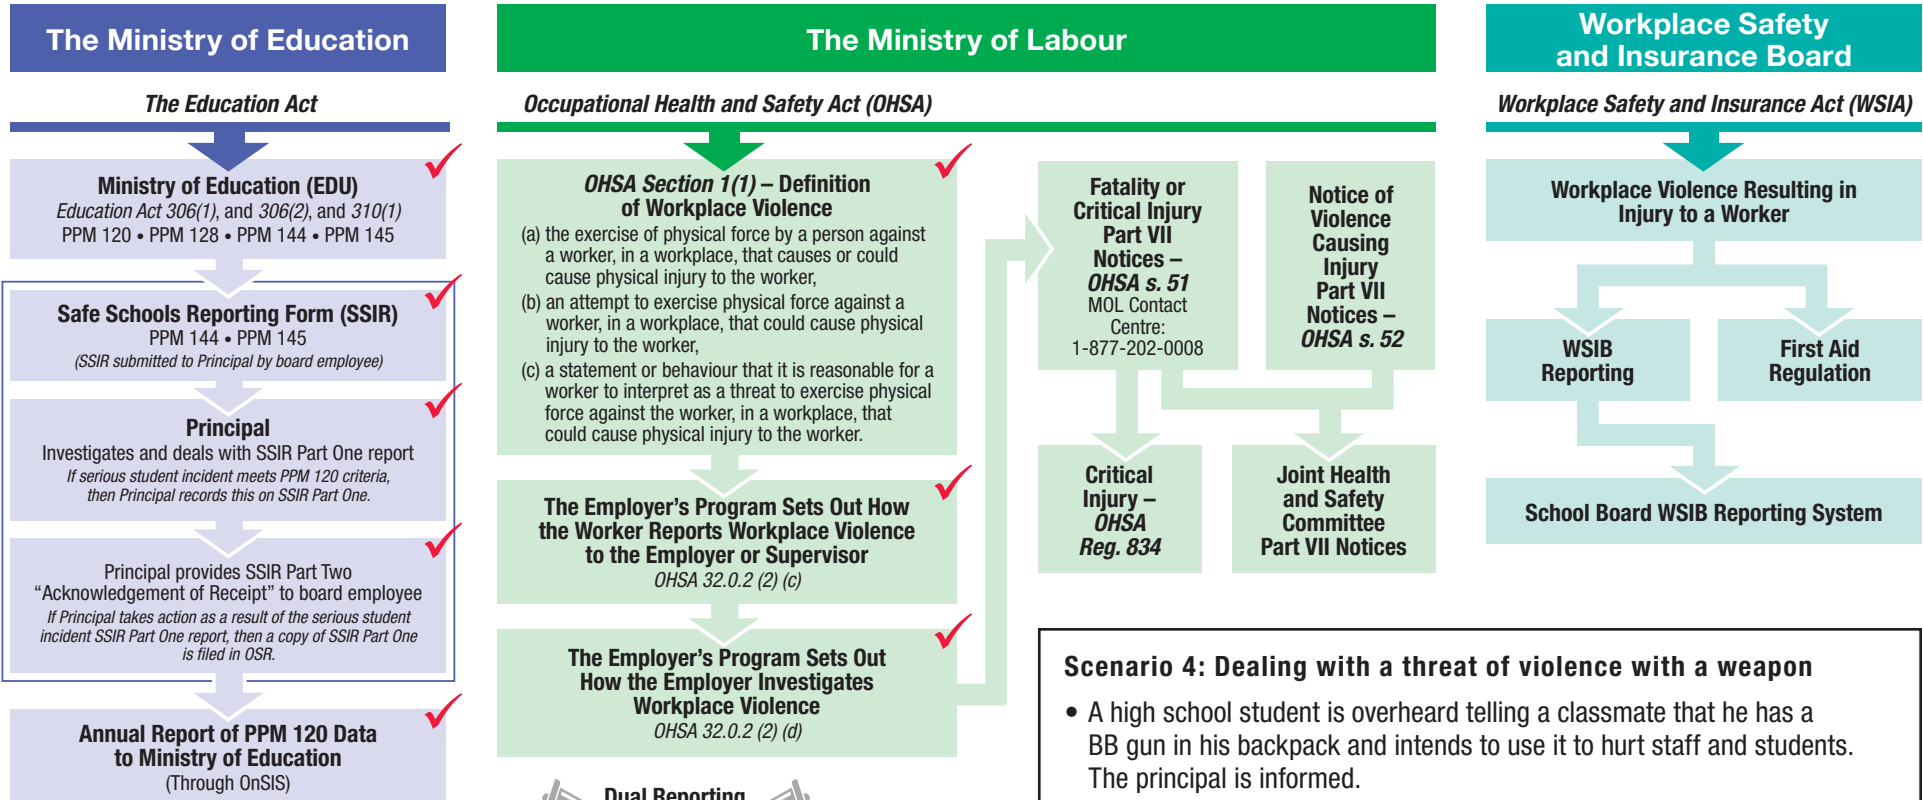 The Ministry of Education
The Education Act
Ministry of Education (EDU)
Education Act 306(1), and 306(2), and 310(1)
PPM 120 • PPM 128 • PPM 144 • PPM 145
Safe Schools Reporting Form (SSIR)
PPM 144 • PPM 145
(SSIR submitted to Principal by board employee)
Principal
Investigates and deals with SSIR Part One report
If serious student incident meets PPM 120 criteria,
then Principal records this on SSIR Part One.
Principal provides SSIR Part Two
“Acknowledgement of Receipt” to board employee
If Principal takes action as a result of the serious student
incident SSIR Part One report, then a copy of SSIR Part One
is filed in OSR.
Annual Report of PPM 120 Data
to Ministry of Education
(Through OnSIS)
The Ministry of Labour
Occupational Health and Safety Act (OHSA)
OHSA Section 1(1) – Definition
of Workplace Violence
(a) the exercise of physical force by a person against
a worker, in a workplace, that causes or could
cause physical injury to the worker,
(b) an attempt to exercise physical force against a
worker, in a workplace, that could cause physical
injury to the worker,
(c) a statement or behaviour that it is reasonable for a
worker to interpret as a threat to exercise physical
force against the worker, in a workplace, that
could cause physical injury to the worker.
The Employer’s Program Sets Out How
the Worker Reports Workplace Violence
to the Employer or Supervisor
OHSA 32.0.2 (2) (c)
The Employer’s Program Sets Out
How the Employer Investigates
Workplace Violence
OHSA 32.0.2 (2) (d)
Dual Reporting
Fatality or
Critical Injury
Part VII
Notices –
OHSA s. 51
MOL Contact
Centre:
1-877-202-0008
Notice of
Violence
Causing
Injury
Part VII
Notices –
OHSA s. 52
Critical
Injury –
OHSA
Reg. 834
Joint Health
and Safety
Committee
Part VII Notices
Workplace Safety
and Insurance Board
Workplace Safety and Insurance Act (WSIA)
Workplace Violence Resulting in
Injury to a Worker
WSIB
Reporting
First Aid
Regulation
School Board WSIB Reporting System
Scenario 4: Dealing with a threat of violence with a weapon
• A high school student is overheard telling a classmate that he has a
BB gun in his backpack and intends to use it to hurt staff and students.
The principal is informed.